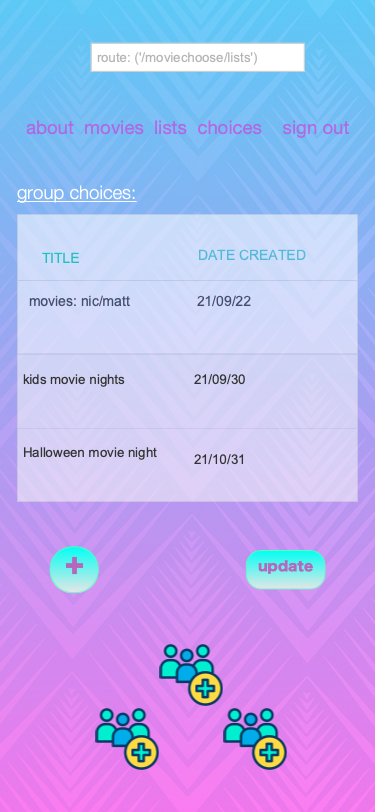 route: ('/moviechoose/lists')
about movies lists choices sign out
group choices:
TITLE DATE CREATED
movies: nic/matt 21/09/22
kids movie nights 21/09/30
Halloween movie night 21/10/31
+ update